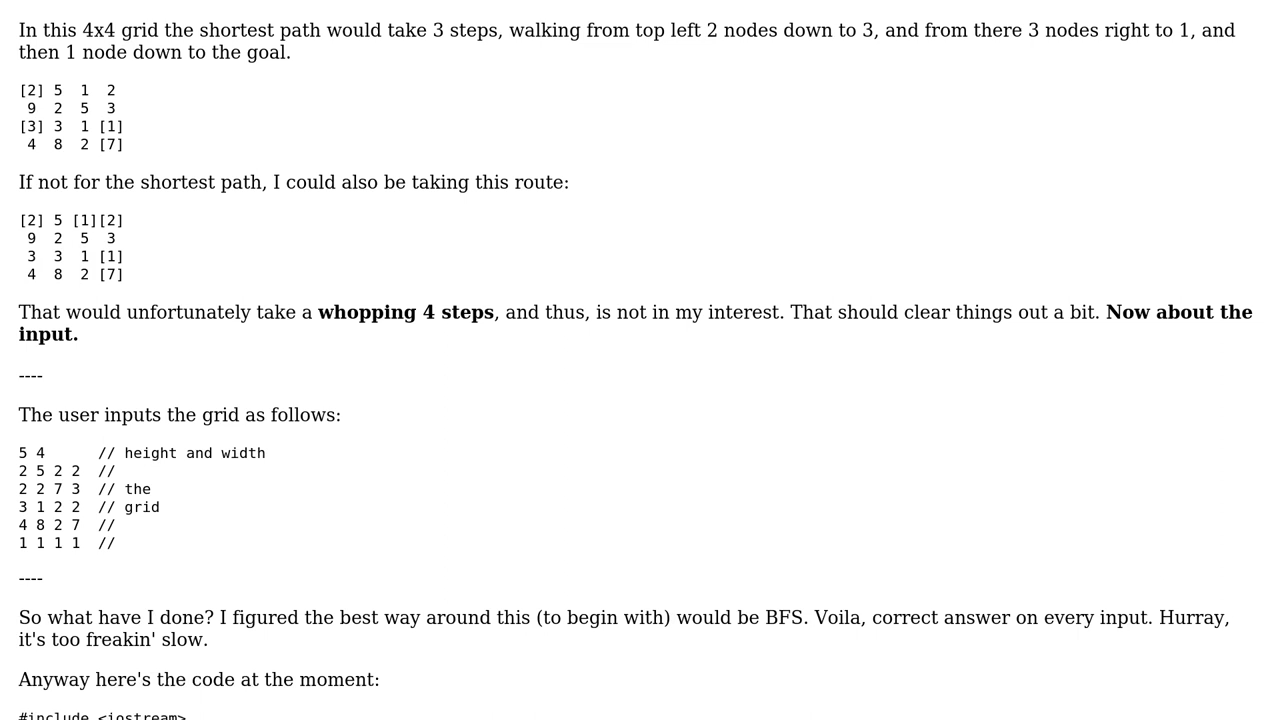 In this 4x4 grid the shortest path would take 3 steps, walking from top left 2 nodes down to 3, and from there 3 nodes right to 1, and
then 1 node down to the goal.
[2] 5  1  2
 9  2  5  3
[3] 3  1 [1]
 4  8  2 [7]
If not for the shortest path, I could also be taking this route:
[2] 5 [1][2]
 9  2  5  3
 3  3  1 [1]
 4  8  2 [7]
That would unfortunately take a whopping 4 steps, and thus, is not in my interest. That should clear things out a bit. Now about the
input.
----
The user inputs the grid as follows:
5 4      // height and width
2 5 2 2  //
2 2 7 3  // the
3 1 2 2  // grid
4 8 2 7  //
1 1 1 1  //
----
So what have I done? I figured the best way around this (to begin with) would be BFS. Voila, correct answer on every input. Hurray,
it's too freakin' slow.
Anyway here's the code at the moment:
#include <iostream>